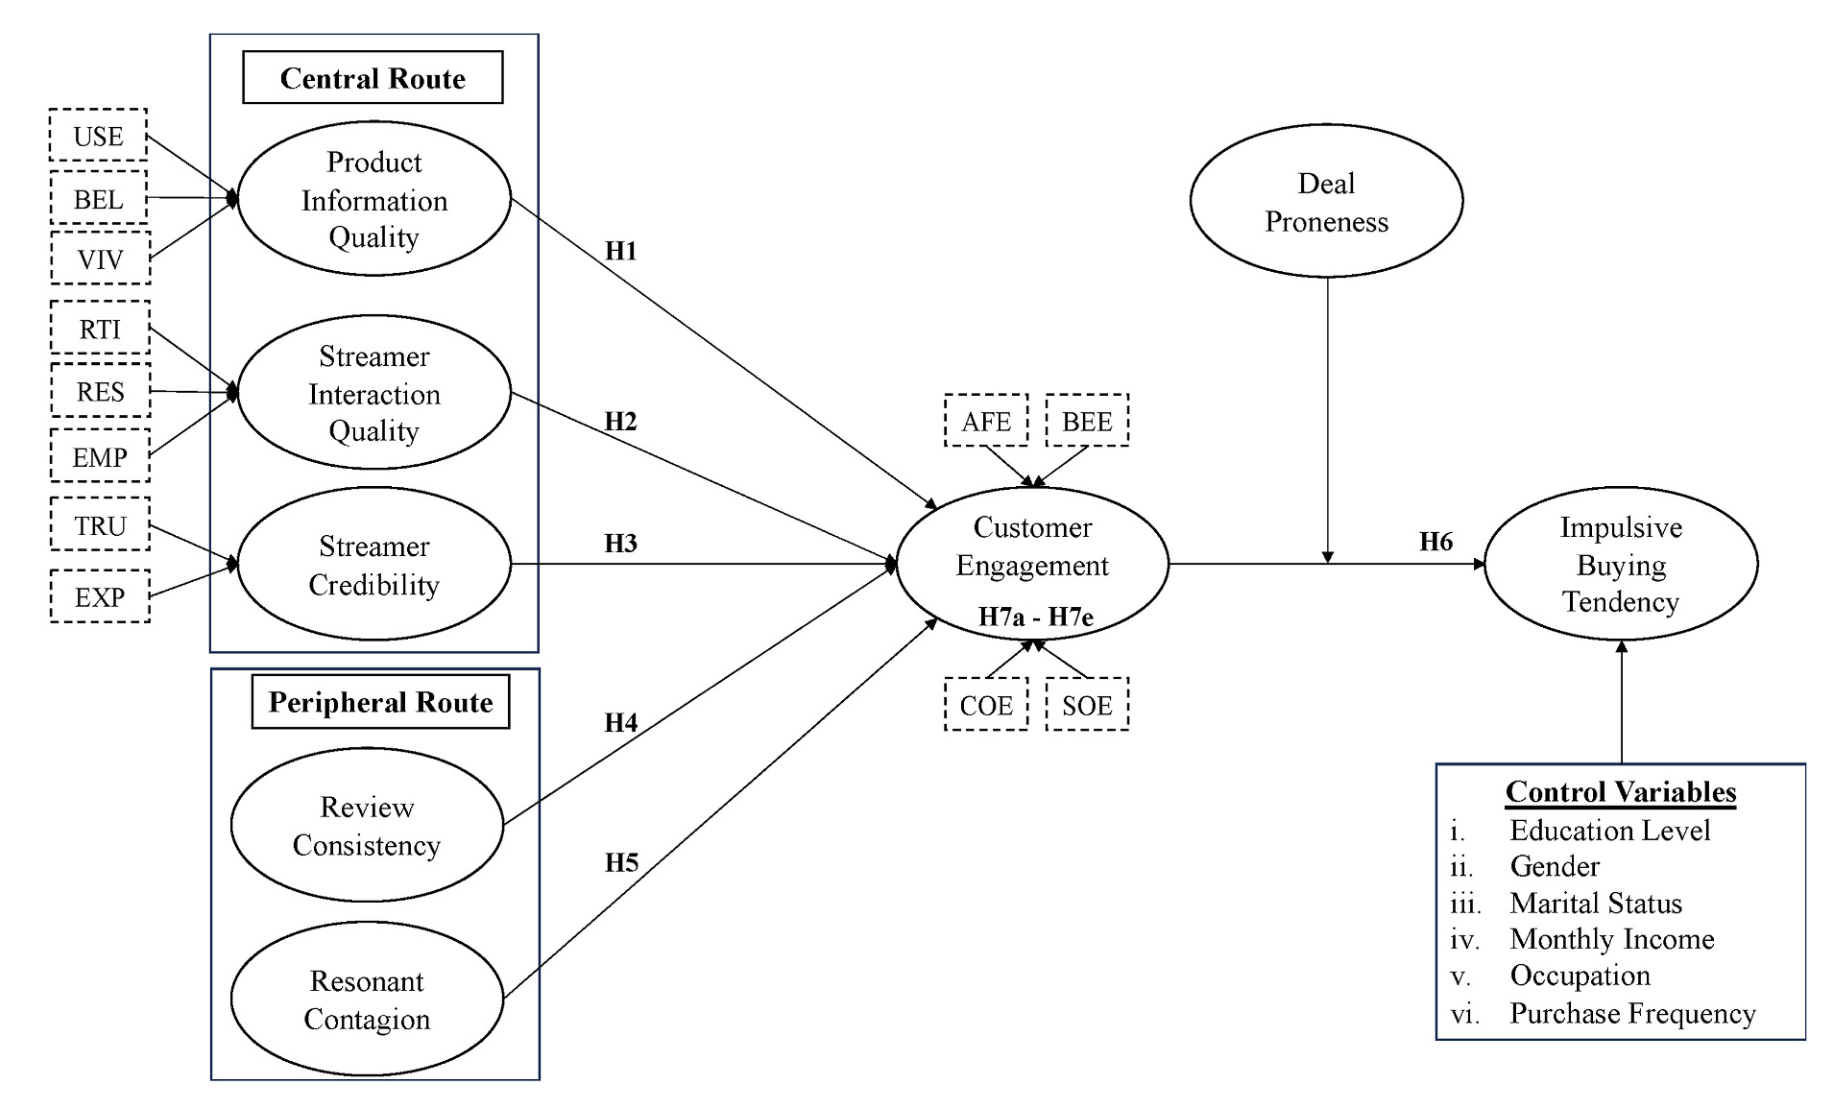 Central Route
USE
BEL
VIV
Product
Information
Quality
RTI
RES
EMP
Streamer
Interaction
Quality
TRU
EXP
Streamer
Credibility
Peripheral Route
Review
Consistency
Resonant
Contagion
H1
H2
H3
H4
H5
AFE
BEE
Customer
Engagement
H7a - H7e
COE
SOE
Deal
Proneness
H6
Impulsive
Buying
Tendency
Control Variables
i. Education Level
ii. Gender
iii. Marital Status
iv. Monthly Income
v. Occupation
vi. Purchase Frequency